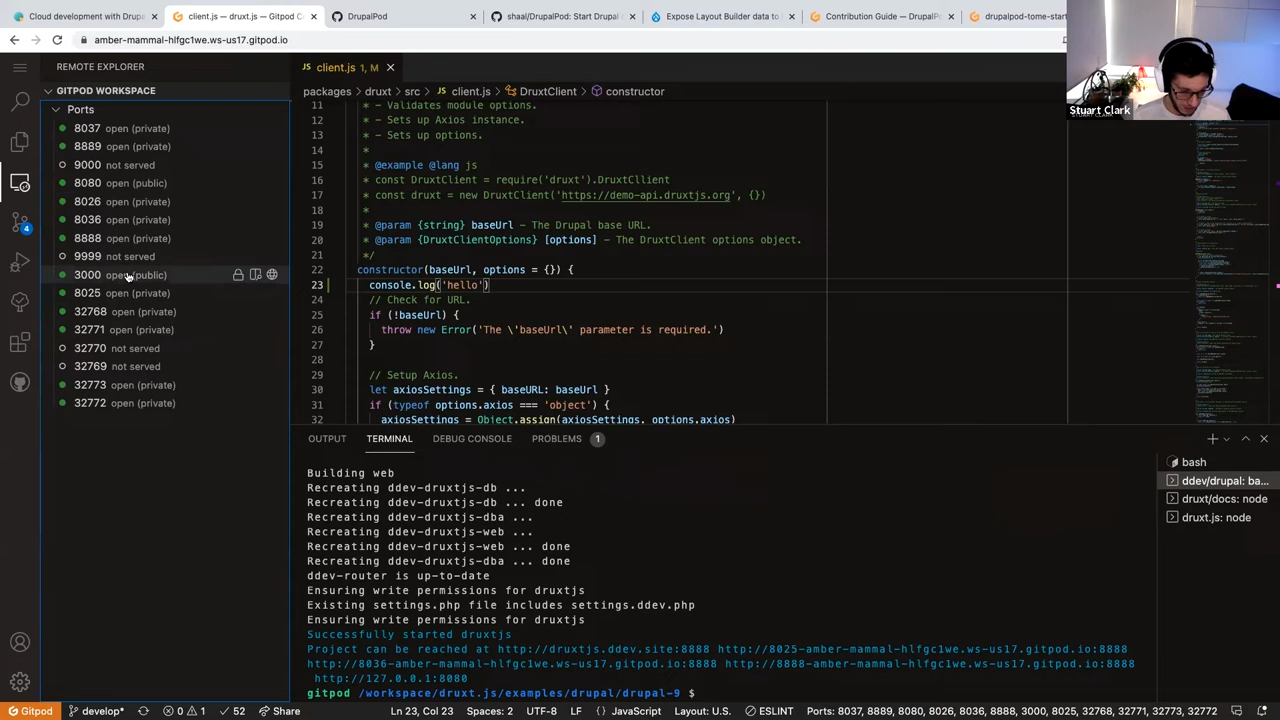 Cloud development with Drupal
client.js — druxt.js — Gitpod C
DrupalPod
shaal/DrupalPod: Start Drupal
Expose Layout Builder data to
Contribution Guide — DrupalPo
drupalpod-tome-start
amber-mammal-hlfgc1we.ws-us17.gitpod.io
REMOTE EXPLORER
GITPOD WORKSPACE
Ports
8037 open (private)
8889 open (private)
9000 not served
8080 open (public)
8026 open (private)
8036 open (private)
open (private)
not served
3000 open (public)
8025 open (private)
32768 open (private)
32771 open (private)
32770 not served
32769 not served
32773 open (private)
32772 open (private)
4
client.js 1, M
packages
druxt
src
client.js
DruxtClient
constructor
11 * - Validates module options.
12 * - Sets up Axios instance.
13 * - Sets up options.
14 *
15 * @example @lang js
16 * const DruxtClient = require('druxt').DruxtCllient
17 * const druxt = new DruxtClient('https://demo-api.druxtjs.org',
18 *
19 * @param {string} baseUrl - The Drupal base URL.
20 * @param {DruxtClientOptions} [options] - The DruxtClient options ob
21 */
22 constructor(baseUrl, options = {}) {
23 console.log('hello')
24 // Check for URL.
25 if (!baseUrl) {
26 throw new Error('The \'baseUrl\' parameter is required.')
27 }
28
29 // Setup Axios.
30 let axiosSettings = { baseURL: baseUrl }
31 if (typeof options.axios === 'object') {
32 axiosSettings = Object.assign(axiosSettings, options.axios)
Stuart Clark
OUTPUT
TERMINAL
DEBUG CONSOLE
PROBLEMS 1
Building web
Recreating ddev-druxtjs-db ...
Recreating ddev-druxtjs-db ... done
Recreating ddev-druxtjs-dba ...
Recreating ddev-druxtjs-web ...
Recreating ddev-druxtjs-web ... done
Recreating ddev-druxtjs-dba ... done
ddev-router is up-to-date
Ensuring write permissions for druxtjs
Existing settings.php file includes settings.ddev.php
Ensuring write permissions for druxtjs
Successfully started druxtjs
Project can be reached at http://druxtjs.ddev.site:8888 http://8025-amber-mammal-hlfgc1we.ws-us17.gitpod.io:8888
http://8036-amber-mammal-hlfgc1we.ws-us17.gitpod.io:8888 http://8888-amber-mammal-hlfgc1we.ws-us17.gitpod.io:8888
http://127.0.0.1:8080
gitpod /workspace/druxt.js/examples/drupal/drupal-9 $
bash
ddev/drupal: ba...
druxt/docs: node
druxt.js: node
Gitpod
develop*
0 1
52
Share
Ln 23, Col 23
Spaces: 2
UTF-8
LF
JavaScript
Layout: U.S.
ESLINT
Ports: 8037, 8889, 8080, 8026, 8036, 8888, 3000, 8025, 32768, 32771, 32773, 32772